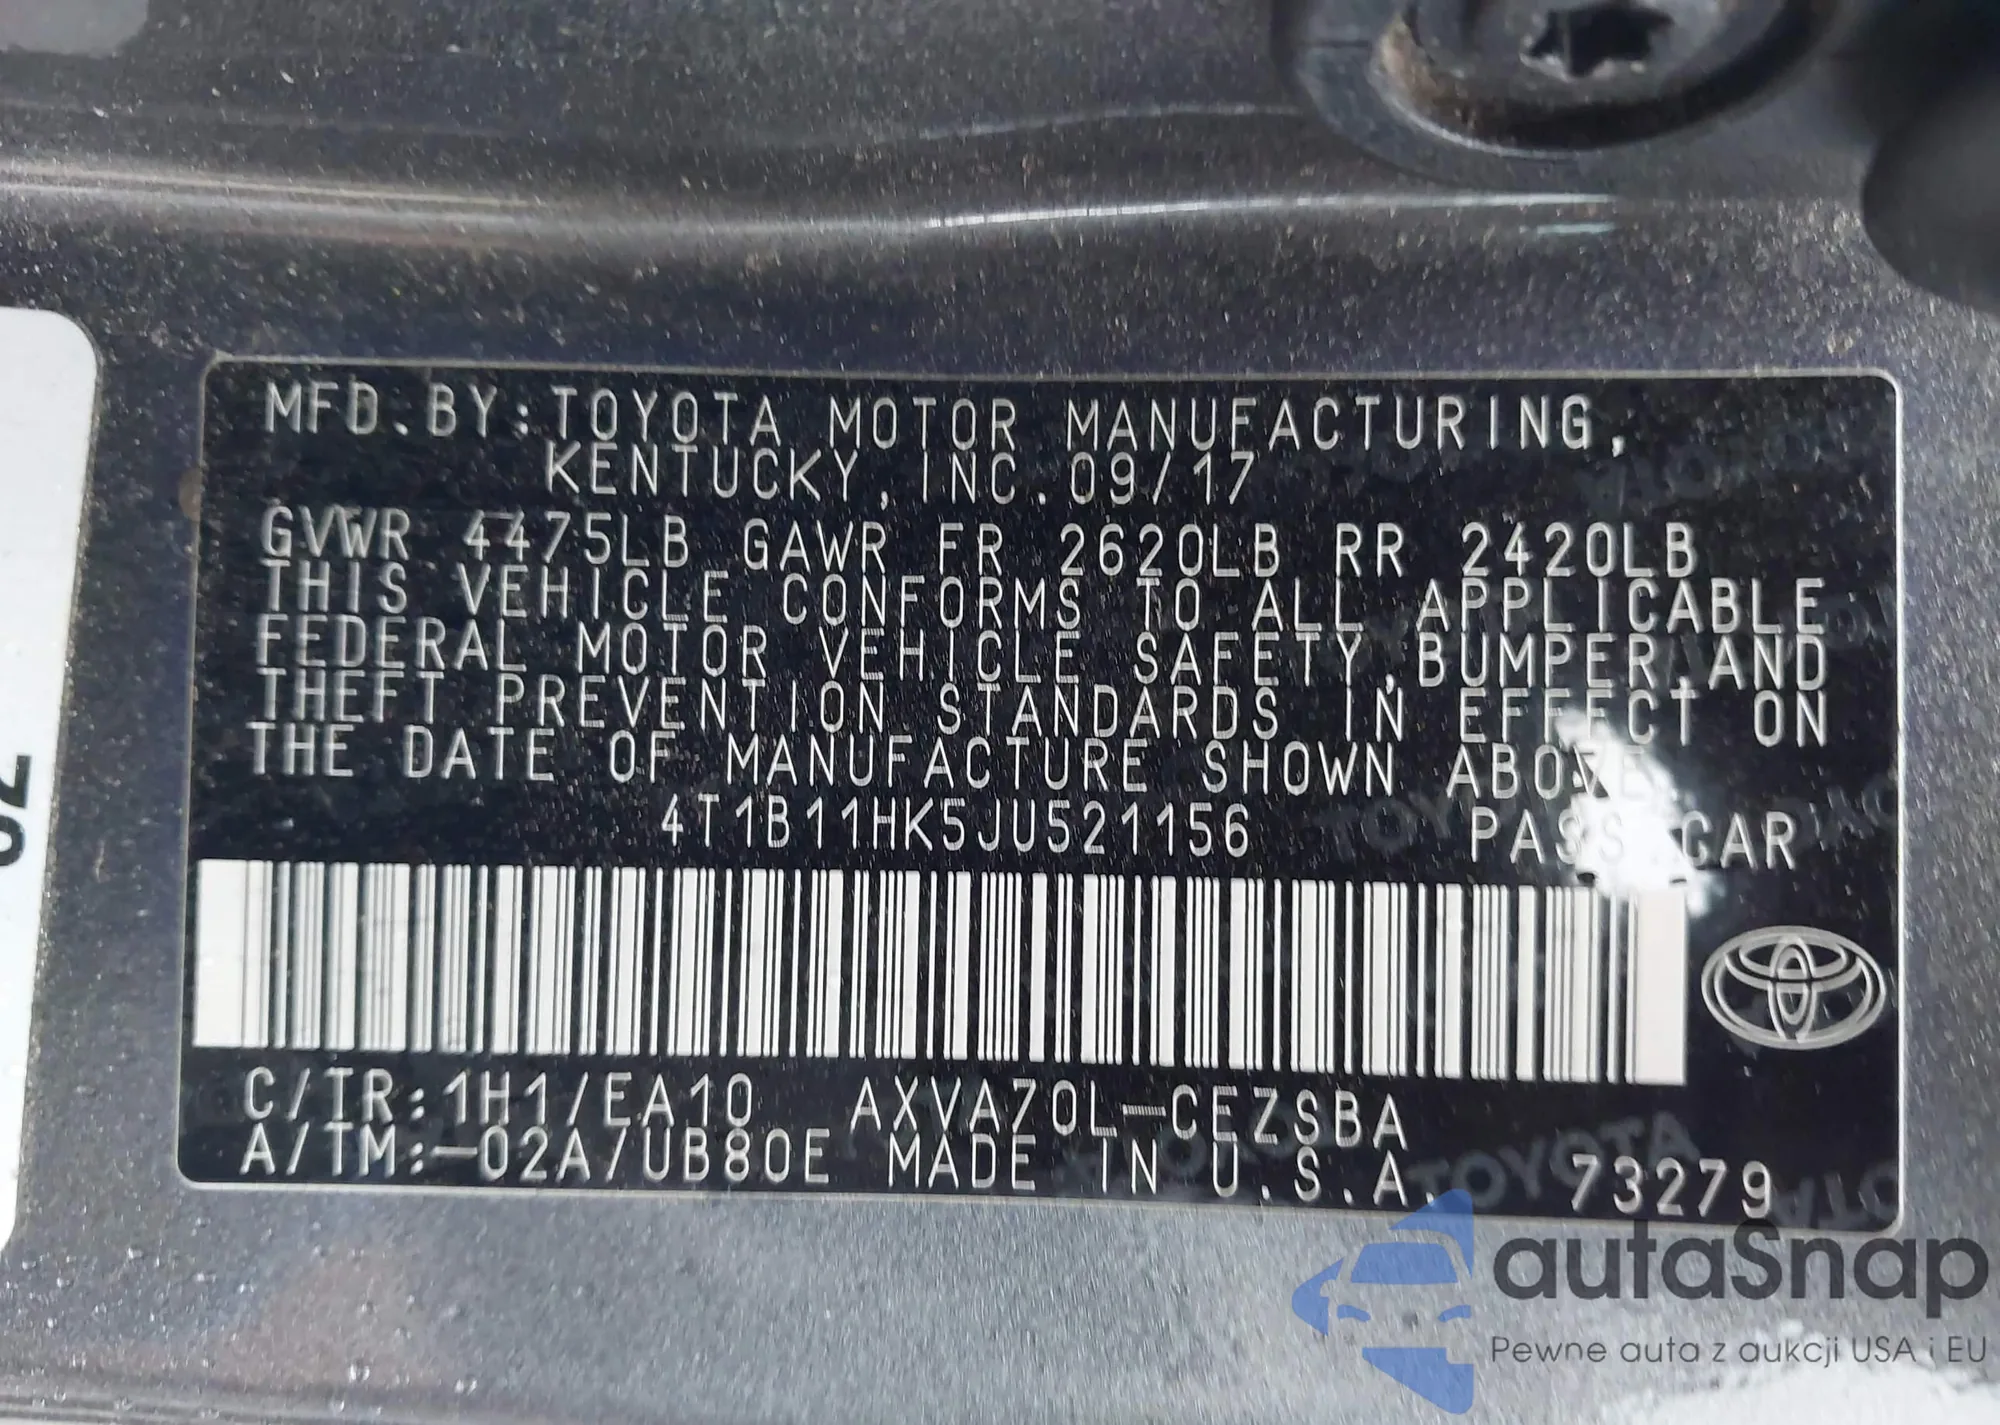 MFD.BY:TOYOTA MOTOR MANUFACTURING,
KENTUCKY,INC.09/17
GVWR 4475LB GAWR FR 2620LB RR 2420LB
THIS VEHICLE CONFORMS TO ALL APPLICABLE
FEDERAL MOTOR VEHICLE SAFETY,BUMPER,AND
THEFT PREVENTION STANDARDS IN EFFECT ON
THE DATE OF MANUFACTURE SHOWN ABOVE
4T1B11HK5JU521156 PASS.CAR
C/TR:1H1/EA10 AXVA70L-CEZSBA
A/TM:-02A/UB80E MADE IN U.S.A. 73279
autaSnap
Pewne auta z aukcji USA i EU